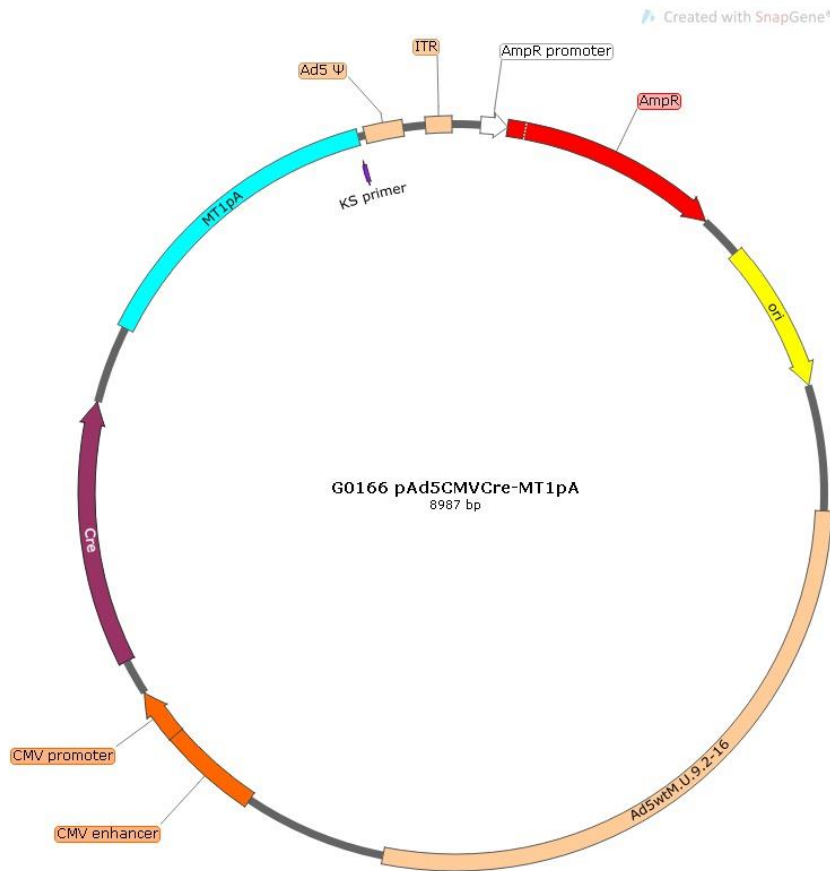 Created with SnapGene®
ITR
AmpR promoter
Ad5 Ψ
AmpR
KS primer
MT1pA
ori
G0166 pAd5CMVCre-MT1pA
8987 bp
Cre
CMV promoter
Ad5wtM.U.9.2-16
CMV enhancer